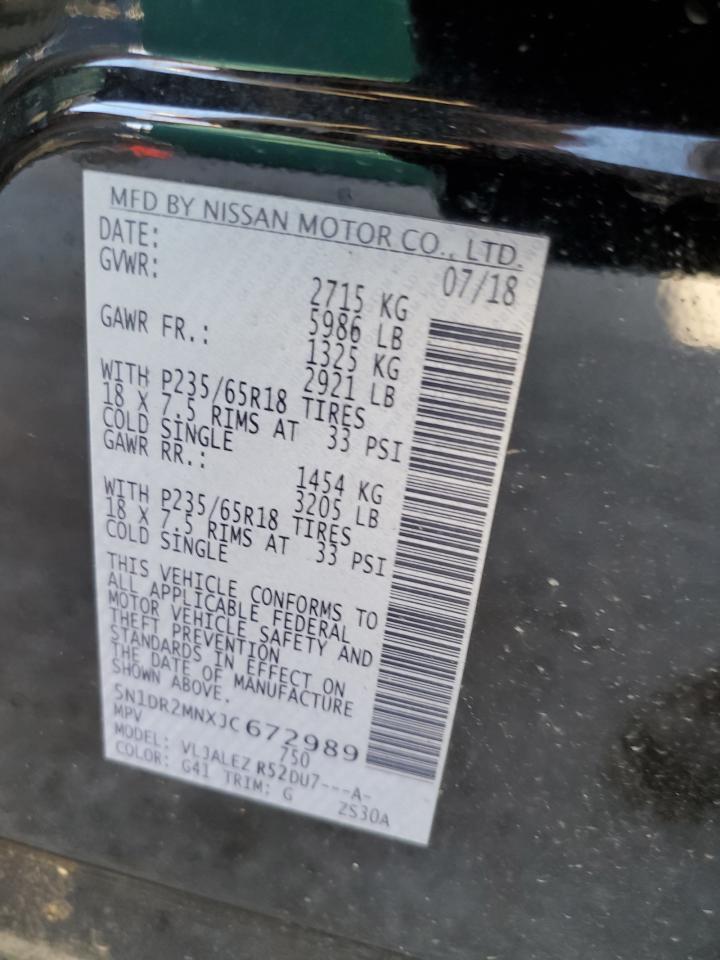 MFD BY NISSAN MOTOR CO., LTD.
DATE: 07/18
GVWR: 2715 KG
5986 LB
GAWR FR.: 1325 KG
2921 LB
WITH P235/65R18 TIRES
18 X 7.5 RIMS AT 33 PSI
COLD SINGLE
GAWR RR.: 1454 KG
3205 LB
WITH P235/65R18 TIRES
18 X 7.5 RIMS AT 33 PSI
COLD SINGLE
THIS VEHICLE CONFORMS TO
ALL APPLICABLE FEDERAL
MOTOR VEHICLE SAFETY AND
THEFT PREVENTION
STANDARDS IN EFFECT ON
THE DATE OF MANUFACTURE
SHOWN ABOVE.
5N1DR2MNXJC672989
MPV 750
MODEL: VLJALEZ R52DU7---A-
COLOR: G41 TRIM: G ZS30A